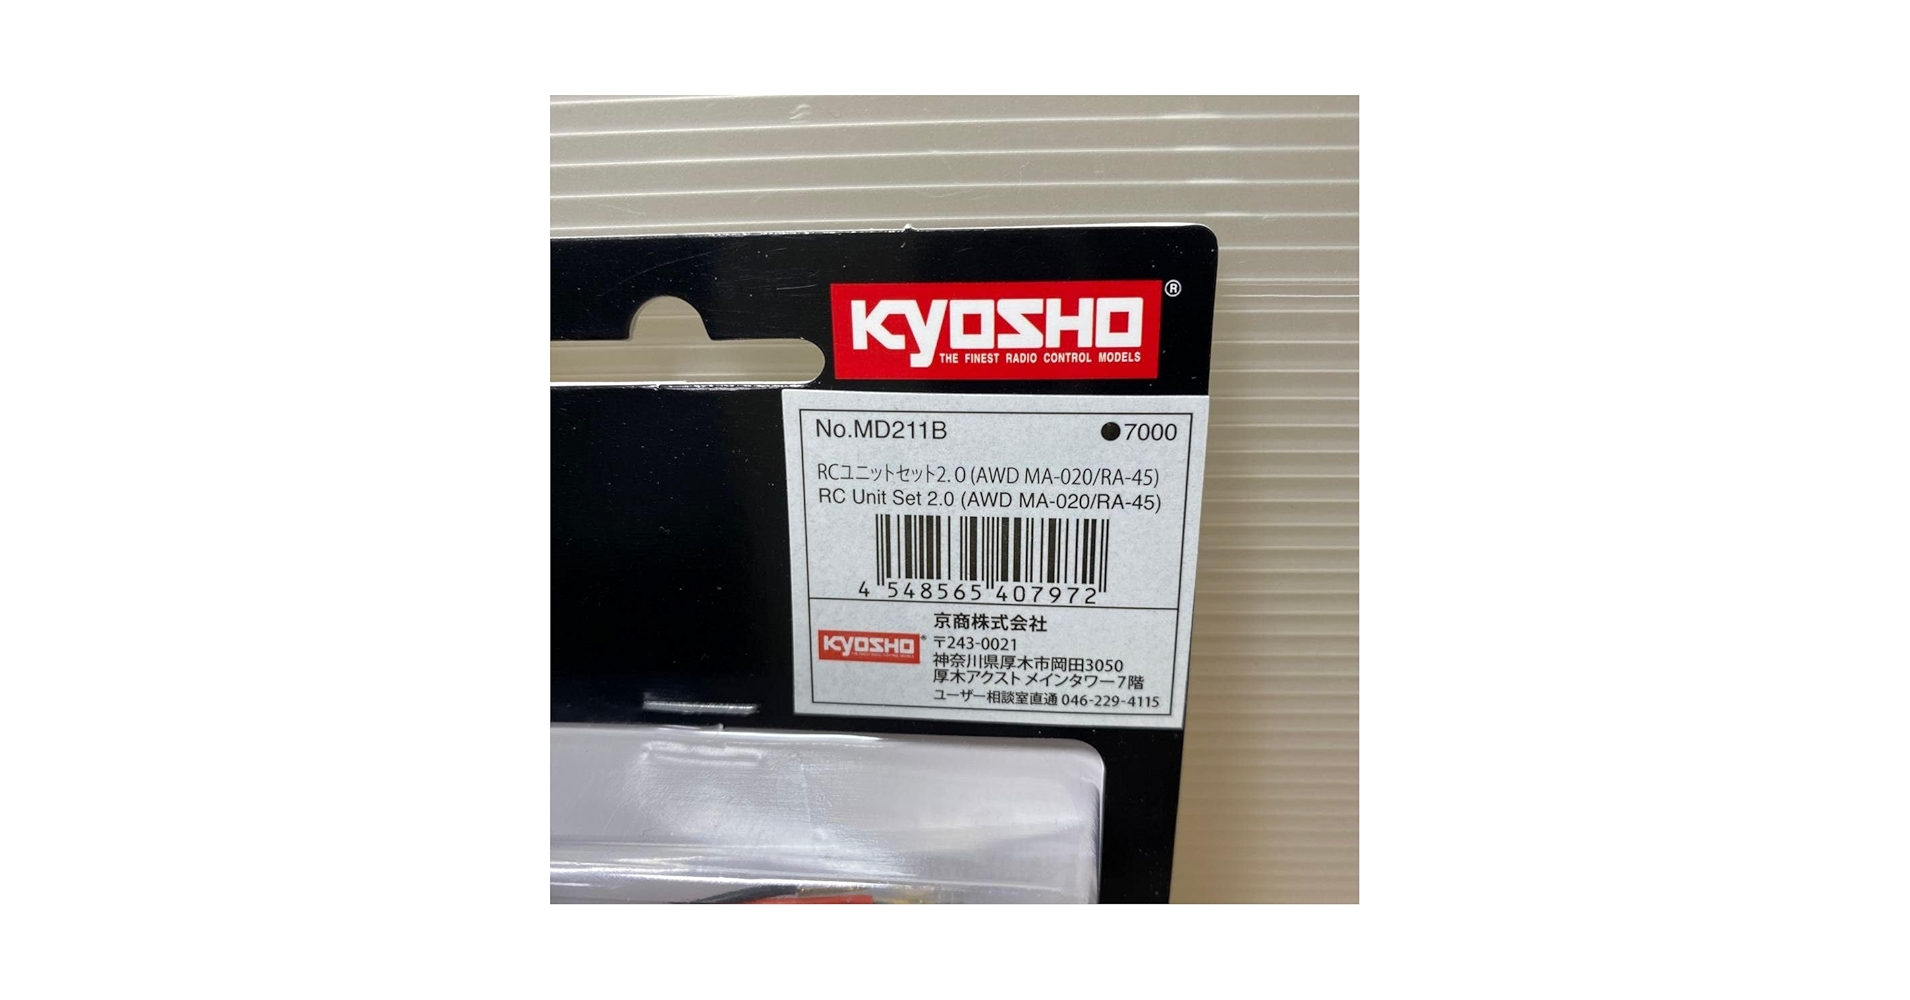 KYOSHO ®
THE FINEST RADIO CONTROL MODELS
No.MD211B ●7000
RCユニットセット2.0(AWD MA-020/RA-45)
RC Unit Set 2.0 (AWD MA-020/RA-45)
4 548565 407972
京商株式会社
KYOSHO ®
〒243-0021
神奈川県厚木市岡田3050
厚木アクストメインタワー7階
ユーザー相談室直通 046-229-4115